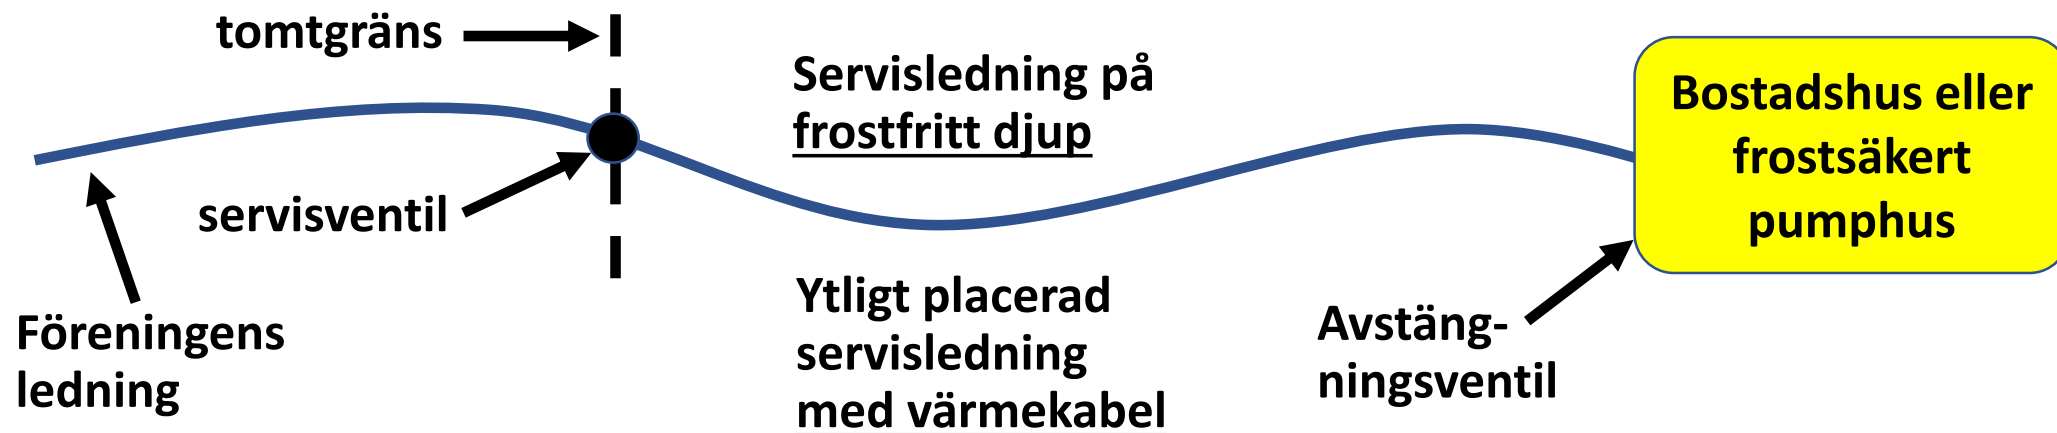 tomtgräns
servisventil
Föreningens
ledning
Servisledning på
frostfritt djup
Ytligt placerad
servisledning
med värmekabel
Avstäng-
ningsventil
Bostadshus eller
frostsäkert
pumphus